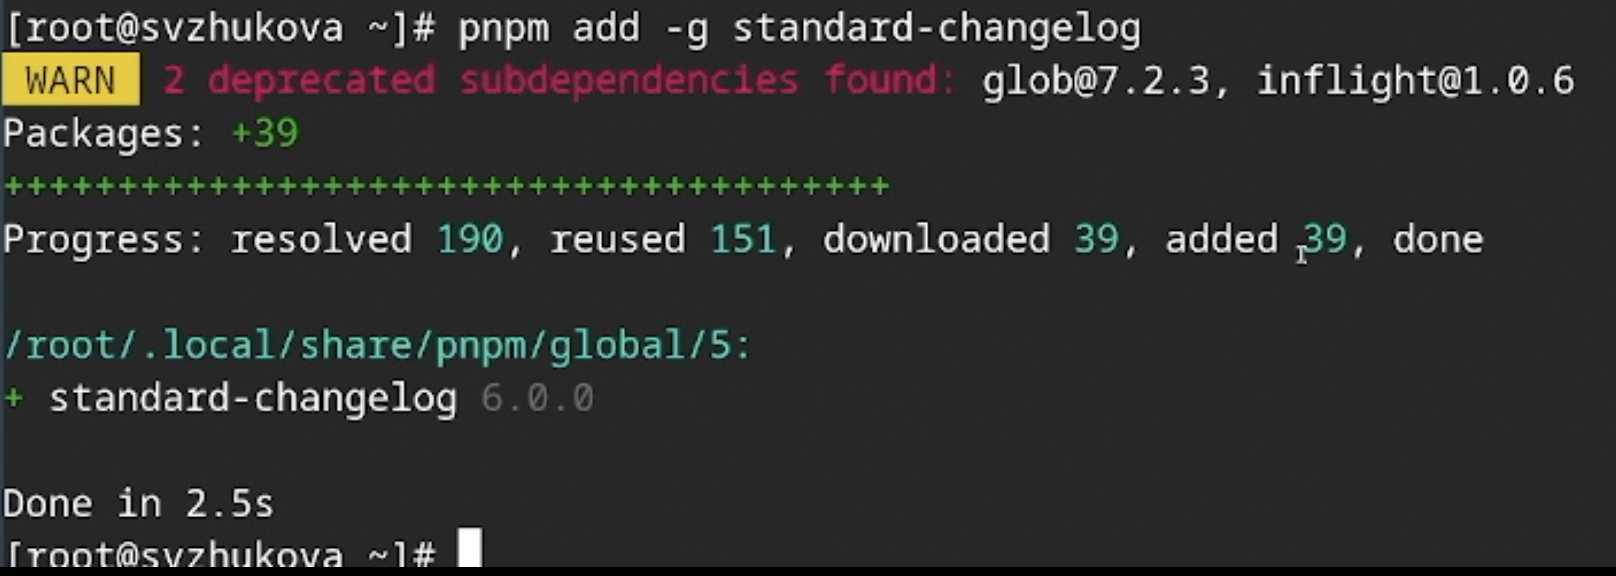 [root@svzhukova ~]# pnpm add -g standard-changelog
WARN 2 deprecated subdependencies found: glob@7.2.3, inflight@1.0.6
Packages: +39
+++++++++++++++++++++++++++++++++++++++
Progress: resolved 190, reused 151, downloaded 39, added 39, done
/root/.local/share/pnpm/global/5:
+ standard-changelog 6.0.0
Done in 2.5s
[root@svzhukova ~]#